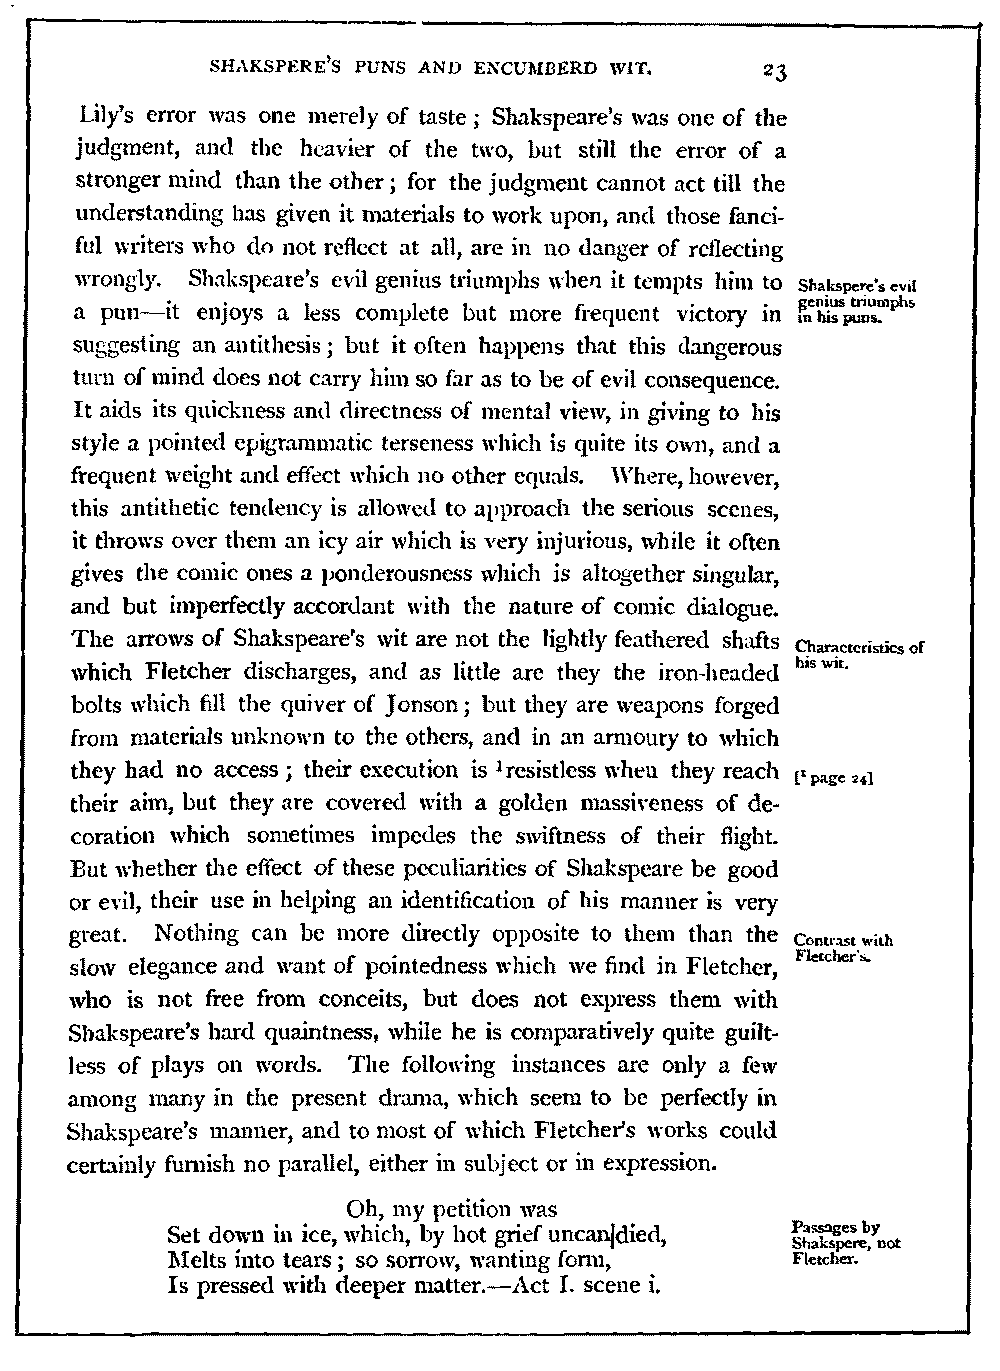 SHAKSPERE'S PUNS AND ENCUMBERD WIT. 23
Lily's error was one merely of taste ; Shakspeare's was one of the
judgment, and the heavier of the two, but still the error of a
stronger mind than the other ; for the judgment cannot act till the
understanding has given it materials to work upon, and those fanci-
ful writers who do not reflect at all, are in no danger of reflecting
wrongly. Shakspeare's evil genius triumphs when it tempts him to
a pun—it enjoys a less complete but more frequent victory in
suggesting an antithesis ; but it often happens that this dangerous
turn of mind does not carry him so far as to be of evil consequence.
It aids its quickness and directness of mental view, in giving to his
style a pointed epigrammatic terseness which is quite its own, and a
frequent weight and effect which no other equals. Where, however,
this antithetic tendency is allowed to approach the serious scenes,
it throws over them an icy air which is very injurious, while it often
gives the comic ones a ponderousness which is altogether singular,
and but imperfectly accordant with the nature of comic dialogue.
The arrows of Shakspeare's wit are not the lightly feathered shafts
which Fletcher discharges, and as little are they the iron-headed
bolts which fill the quiver of Jonson ; but they are weapons forged
from materials unknown to the others, and in an armoury to which
they had no access ; their execution is ¹resistless when they reach
their aim, but they are covered with a golden massiveness of de-
coration which sometimes impedes the swiftness of their flight.
But whether the effect of these peculiarities of Shakspeare be good
or evil, their use in helping an identification of his manner is very
great. Nothing can be more directly opposite to them than the
slow elegance and want of pointedness which we find in Fletcher,
who is not free from conceits, but does not express them with
Shakspeare's hard quaintness, while he is comparatively quite guilt-
less of plays on words. The following instances are only a few
among many in the present drama, which seem to be perfectly in
Shakspeare's manner, and to most of which Fletcher's works could
certainly furnish no parallel, either in subject or in expression.
Oh, my petition was
Set down in ice, which, by hot grief uncan|died,
Melts into tears ; so sorrow, wanting form,
Is pressed with deeper matter.—Act I. scene i.
Shakspere's evil
genius triumphs
in his puns.
Characteristics of
his wit.
[¹ page 24]
Contrast with
Fletcher's.
Passages by
Shakspere, not
Fletcher.